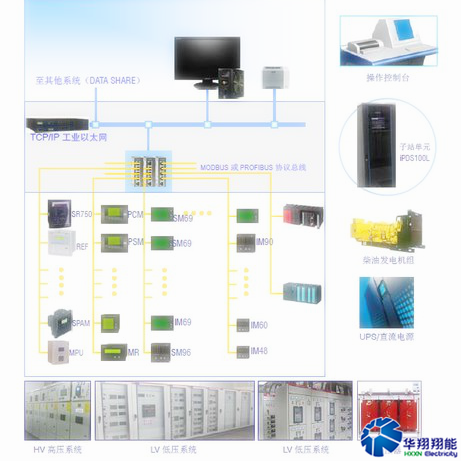 至其他系统(DATA SHARE)
操作控制台
TCP/IP 工业以太网
MODBUS 或 PROFIBUS 协议总线
子站单元
iPDS100L
SR750
PCM
SM69
REF
PSM
SM69
IM90
柴油发电机组
SPAM
IM69
IM60
UPS/直流电源
MPU
IMR
SM96
IM48
HV 高压系统
LV 低压系统
LV 低压系统
华翔翔能
HXXN Electricity